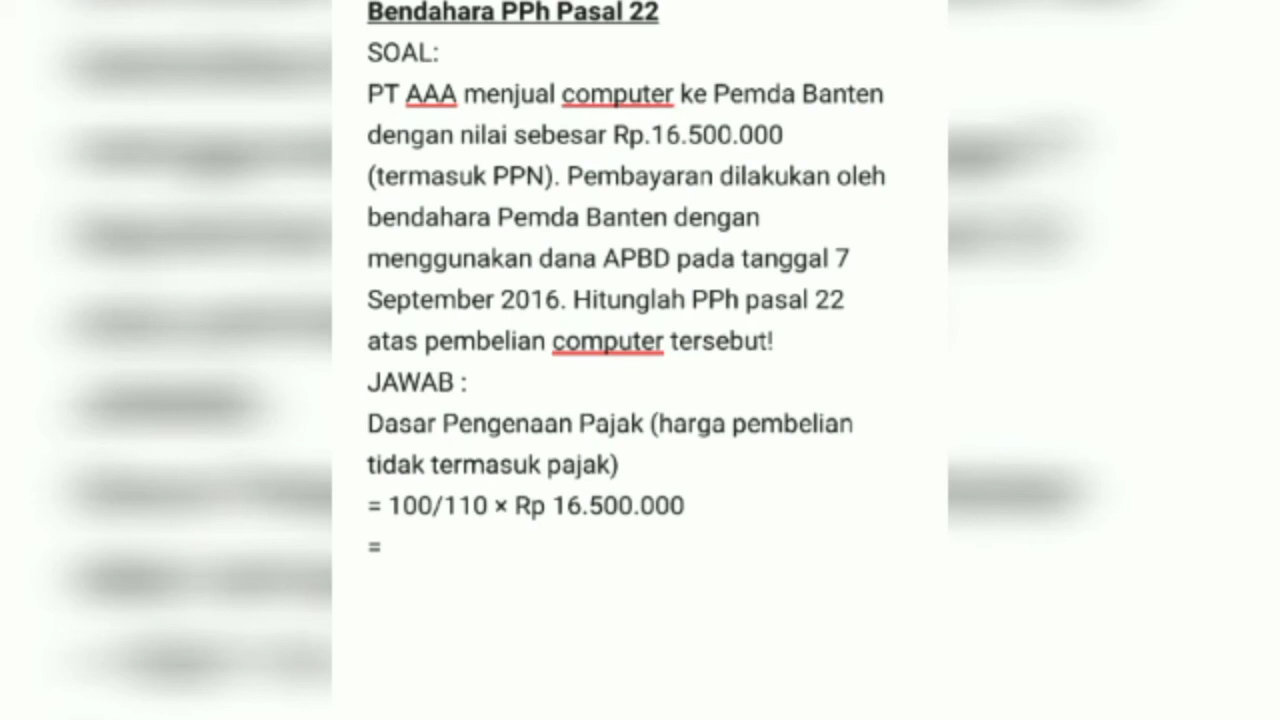 Bendahara PPh Pasal 22
SOAL:
PT AAA menjual computer ke Pemda Banten
dengan nilai sebesar Rp.16.500.000
(termasuk PPN). Pembayaran dilakukan oleh
bendahara Pemda Banten dengan
menggunakan dana APBD pada tanggal 7
September 2016. Hitunglah PPh pasal 22
atas pembelian computer tersebut!
JAWAB :
Dasar Pengenaan Pajak (harga pembelian
tidak termasuk pajak)
= 100/110 × Rp 16.500.000
=